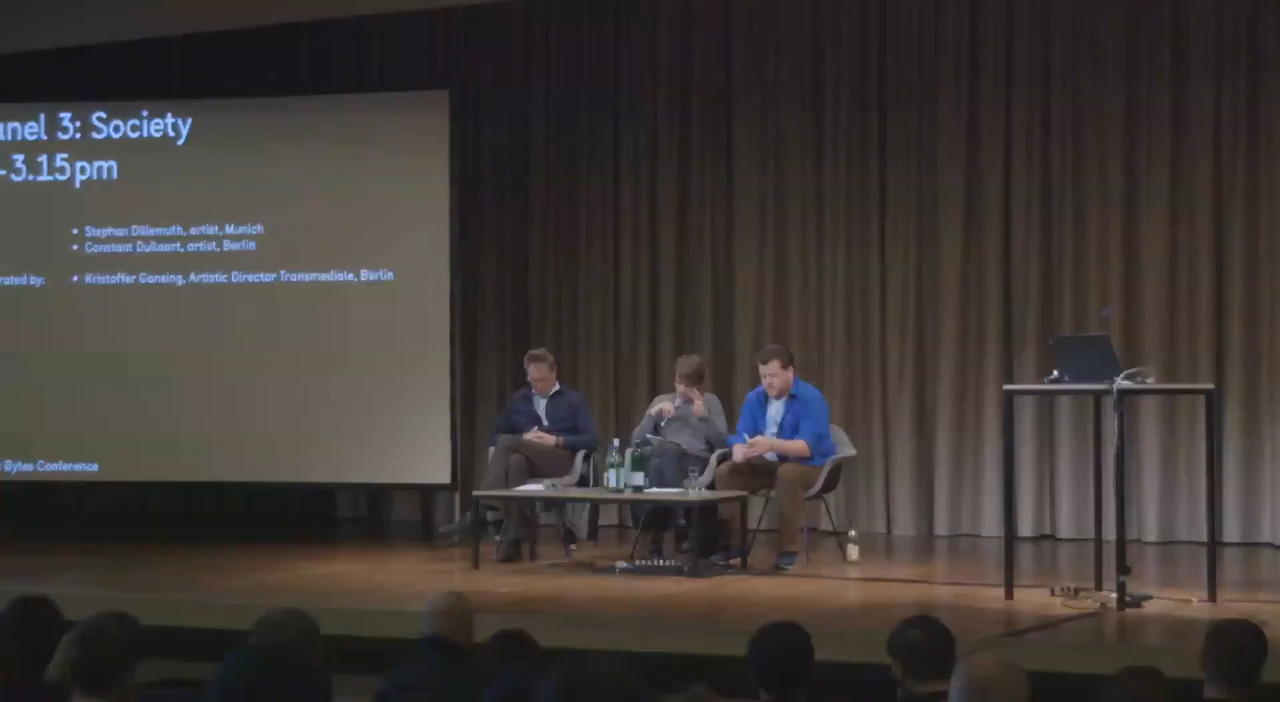 anel 3: Society
-3.15pm
• Stephan Dillemuth, artist, Munich
• Constant Dullaart, artist, Berlin
rated by: • Kristoffer Gansing, Artistic Director Transmediale, Berlin
Bytes Conference